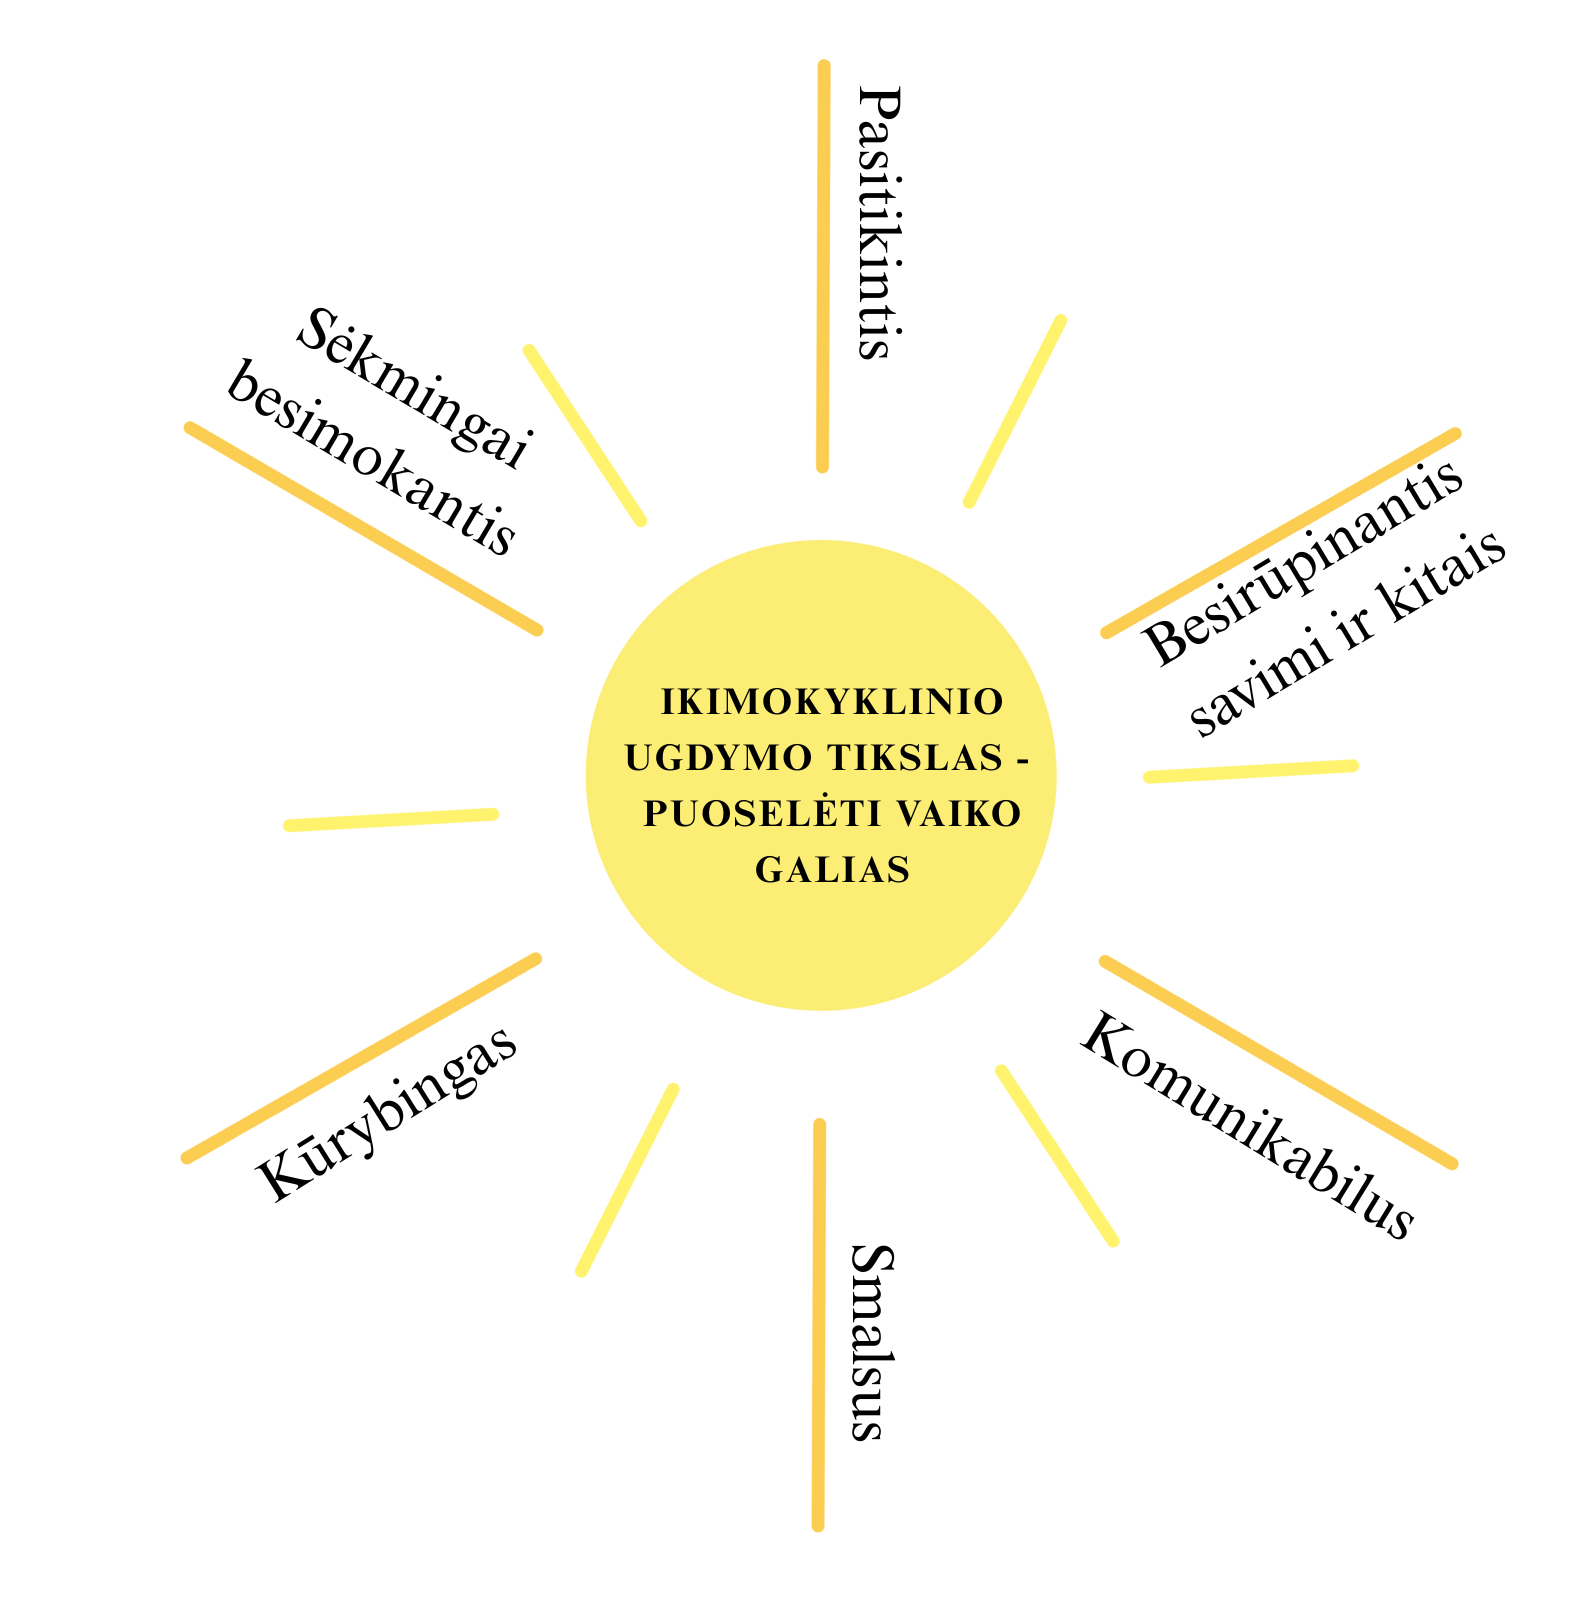 Pasitikintis
Sėkmingai
besimokantis
Besirūpinantis
savimi ir kitais
IKIMOKYKLINIO
UGDYMO TIKSLAS -
PUOSELĖTI VAIKO
GALIAS
Kūrybingas
Komunikabilus
Smalsus